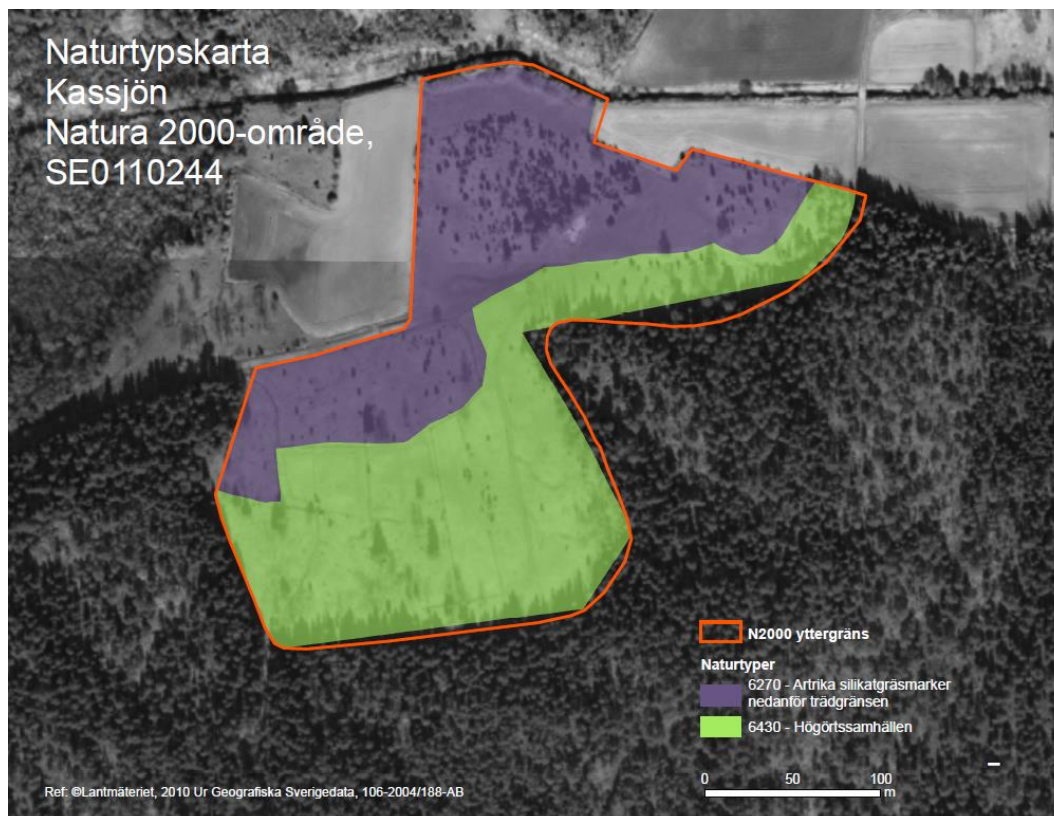 Naturtypskarta
Kassjön
Natura 2000-område,
SE0110244
N2000 yttergräns
Naturtyper
6270 - Artrika silikatgräsmarker
nedanför trädgränsen
6430 - Högörtssamhällen
0 50 100
m
Ref: ©Lantmäteriet, 2010 Ur Geografiska Sverigedata, 106-2004/188-AB